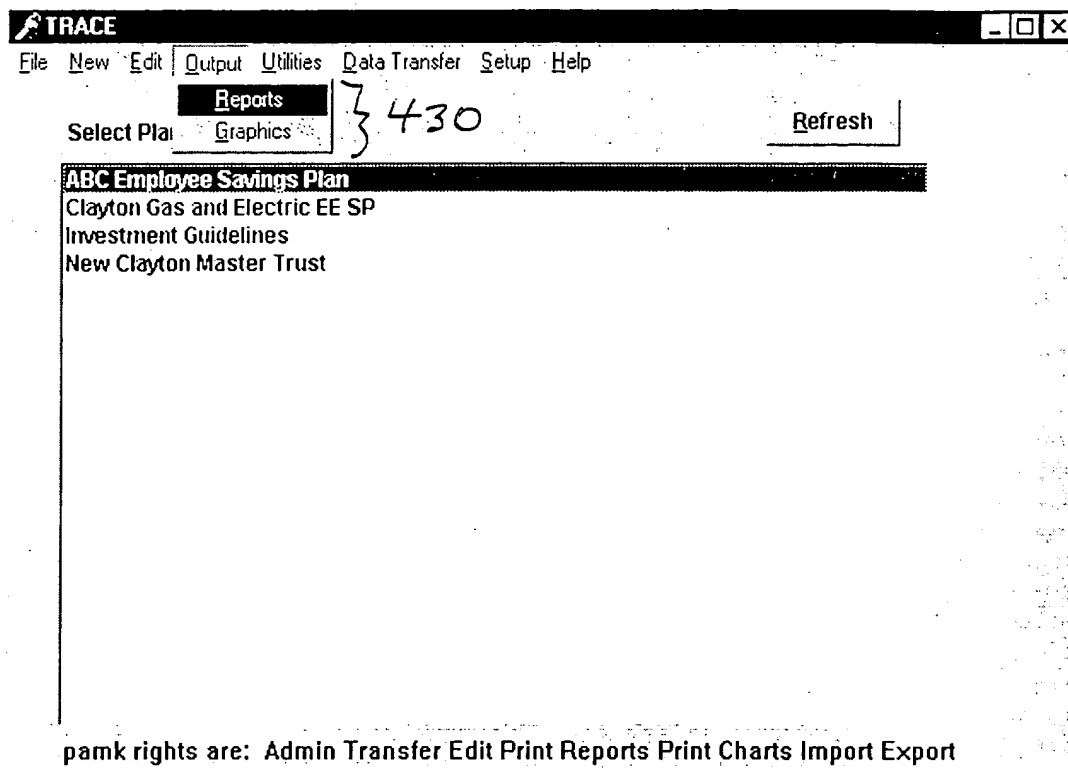 TRACE
File New Edit Output Utilities Data Transfer Setup Help
Reports
Graphics
430
Refresh
Select Pla
ABC Employee Savings Plan
Clayton Gas and Electric EE SP
Investment Guidelines
New Clayton Master Trust
pamk rights are: Admin Transfer Edit Print Reports Print Charts Import Export